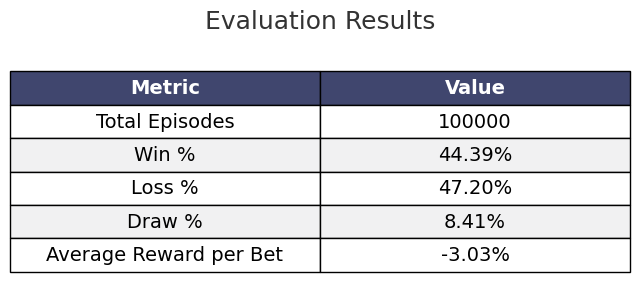 Evaluation Results
Metric Value
Total Episodes 100000
Win % 44.39%
Loss % 47.20%
Draw % 8.41%
Average Reward per Bet -3.03%